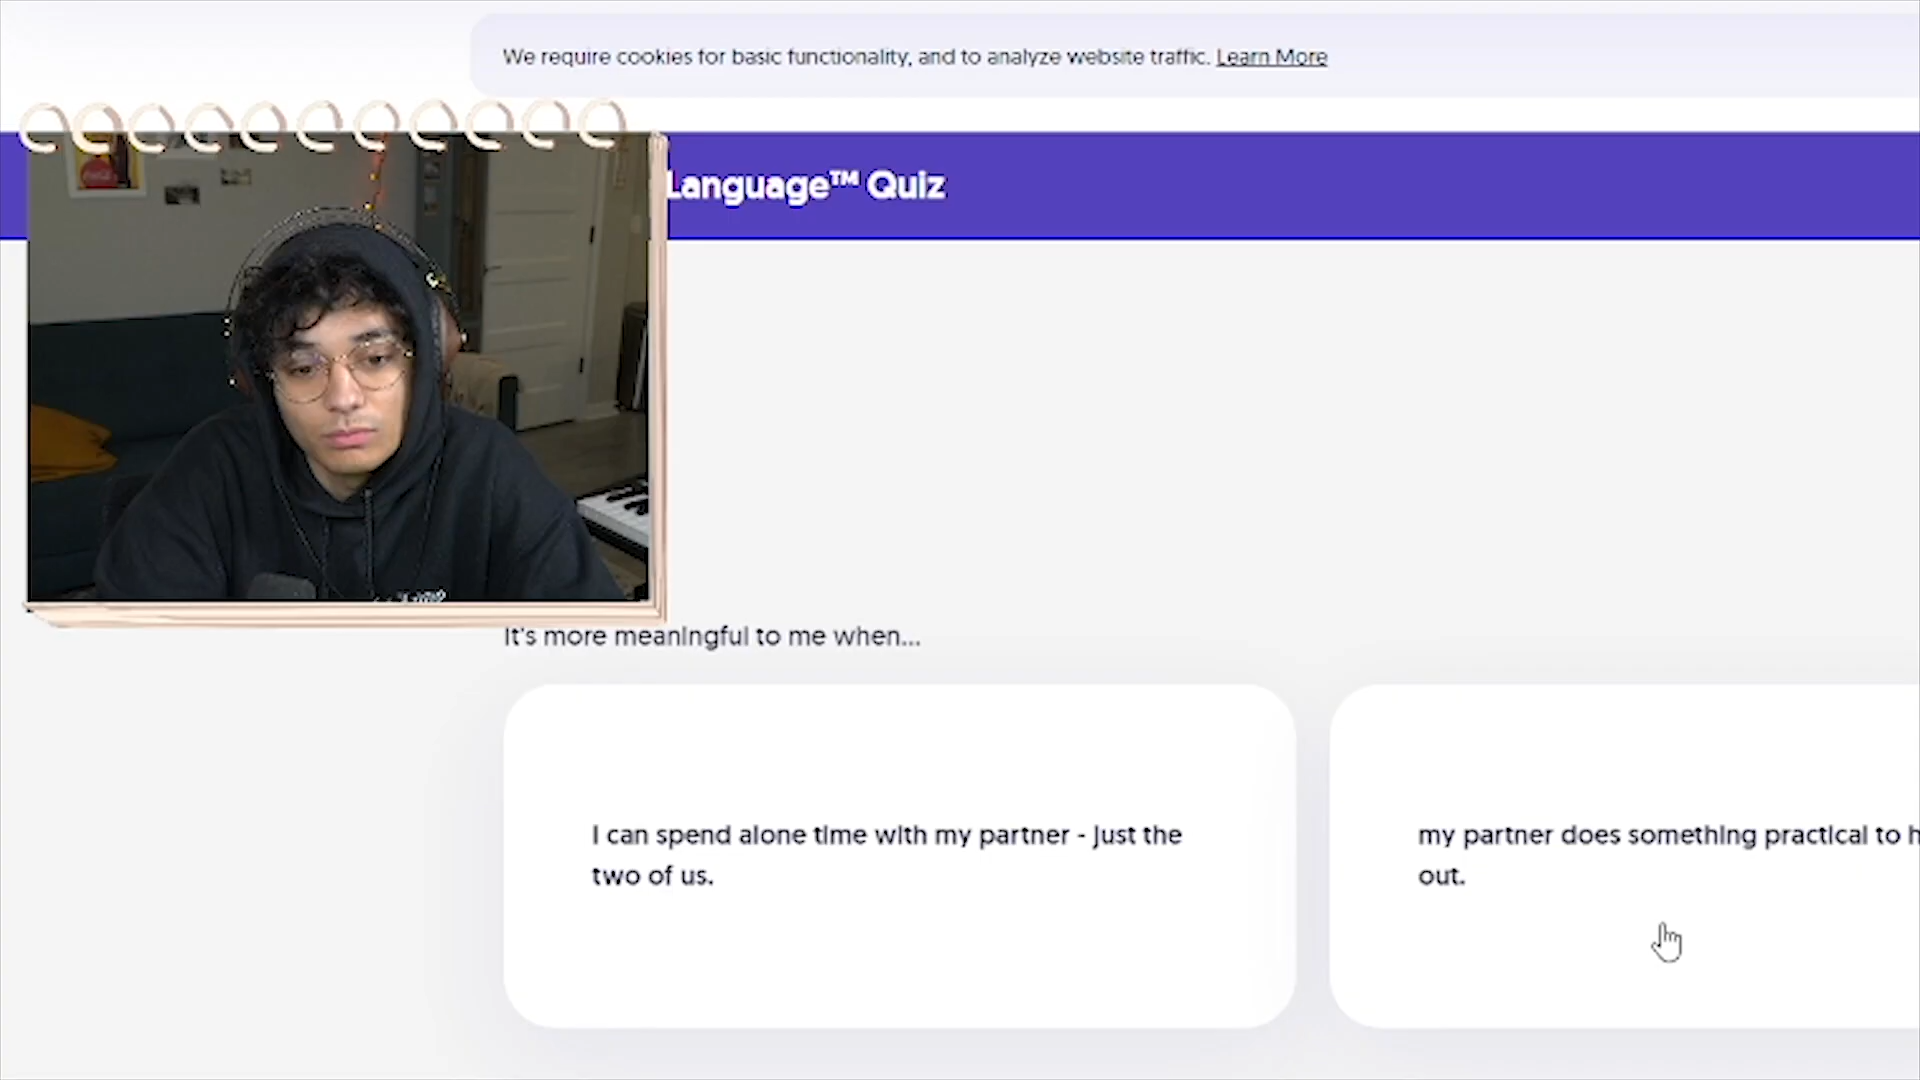 We require cookies for basic functionality, and to analyze website traffic. Learn More
Language™ Quiz
It's more meaningful to me when...
I can spend alone time with my partner - just the
two of us.
my partner does something practical to
out.